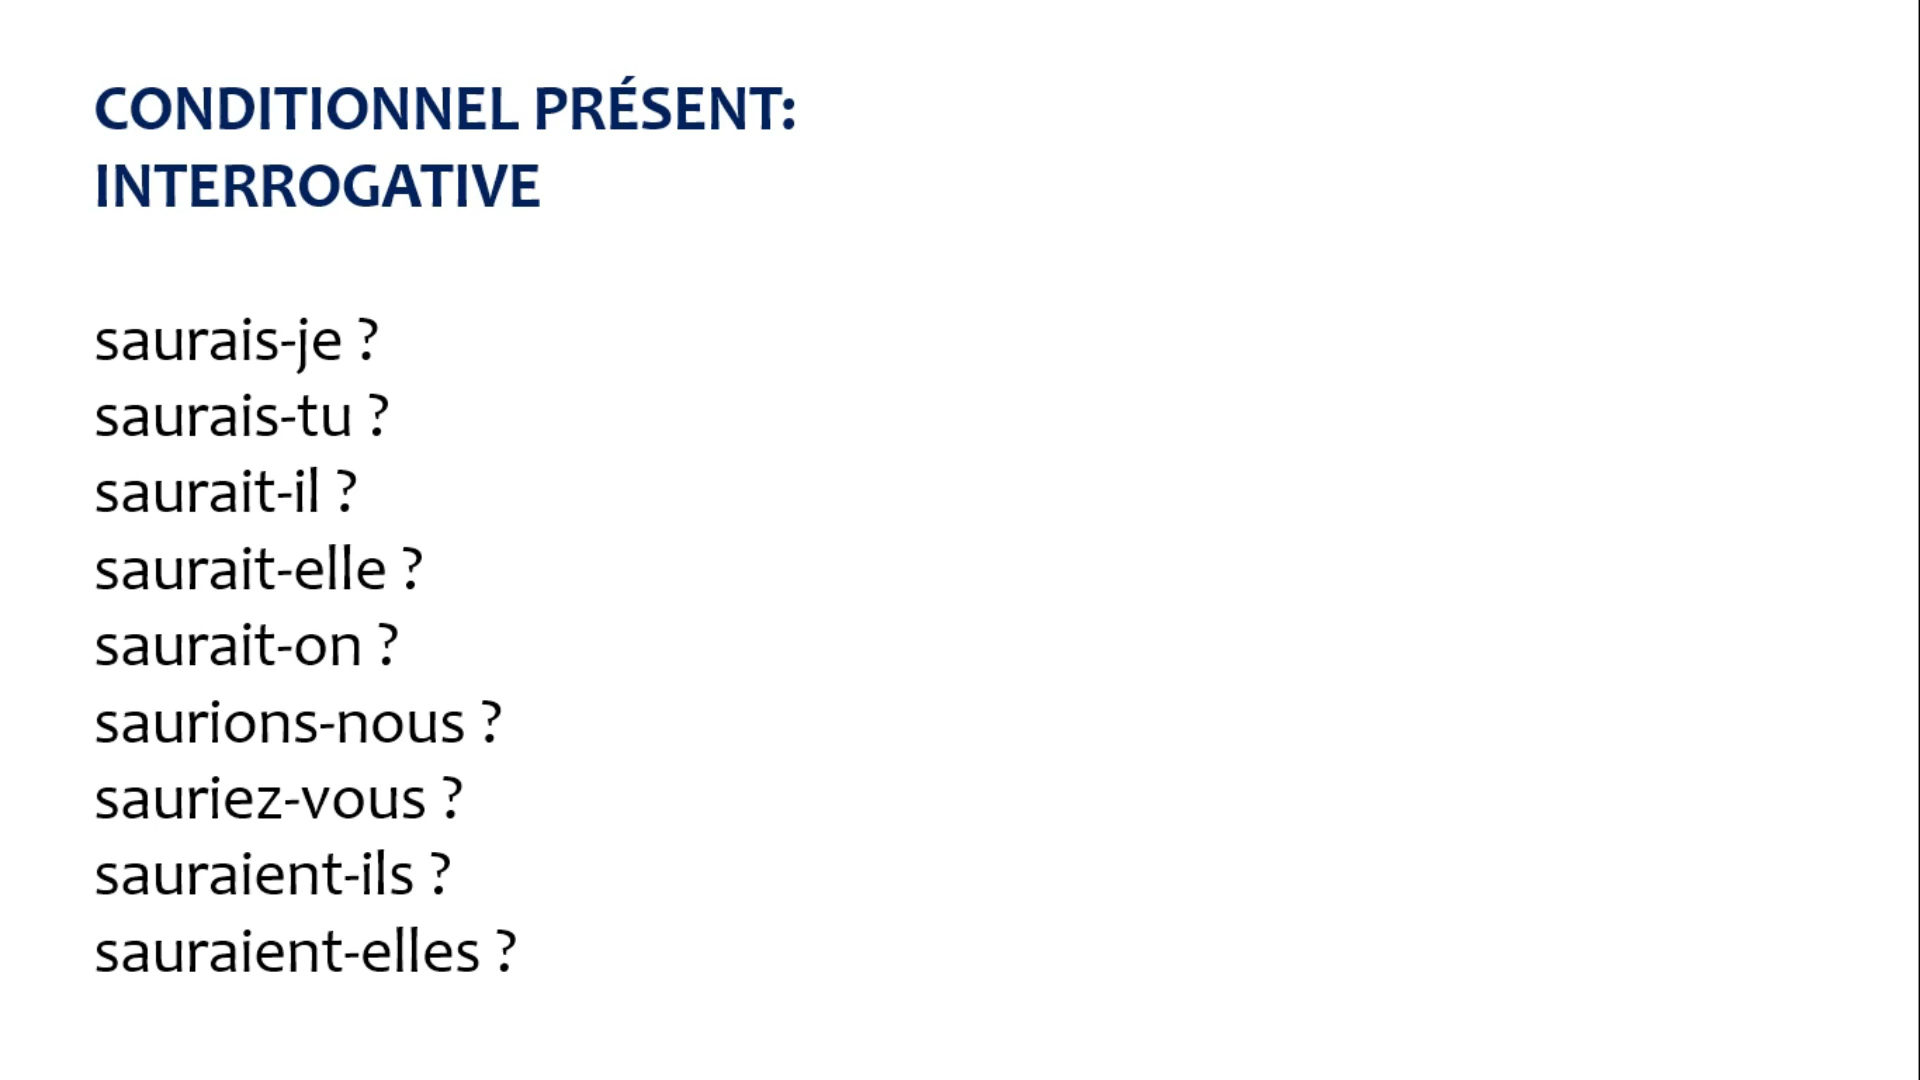 CONDITIONNEL PRÉSENT:
INTERROGATIVE
saurais-je ?
saurais-tu ?
saurait-il ?
saurait-elle ?
saurait-on ?
saurions-nous ?
sauriez-vous ?
sauraient-ils ?
sauraient-elles ?